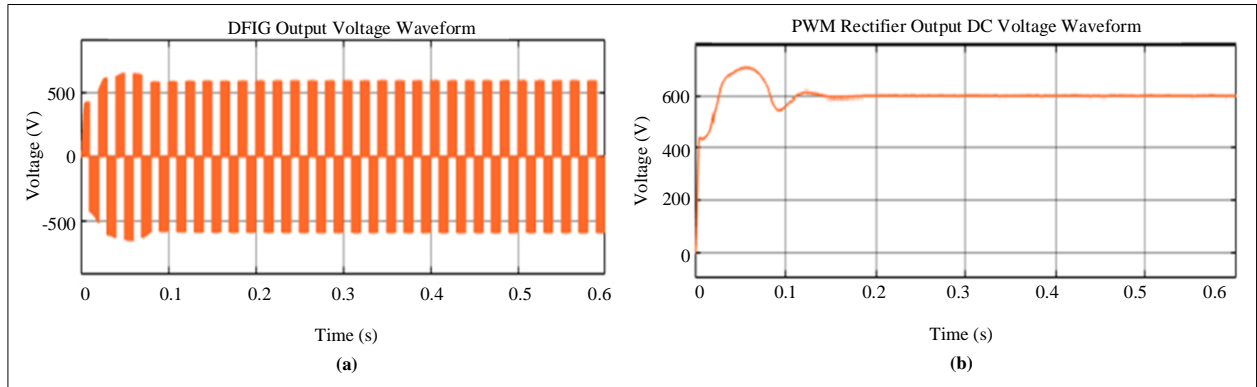 DFIG Output Voltage Waveform
Voltage (V)
500
0
-500
0 0.1 0.2 0.3 0.4 0.5 0.6
Time (s)
(a)
PWM Rectifier Output DC Voltage Waveform
Voltage (V)
600
400
200
0
0 0.1 0.2 0.3 0.4 0.5 0.6
Time (s)
(b)